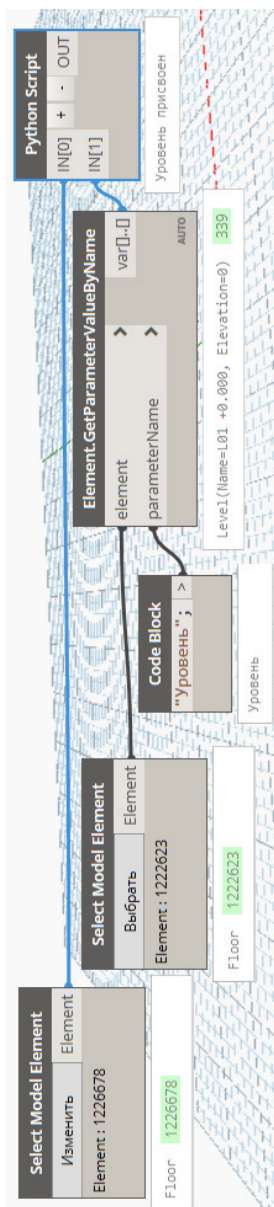 Select Model Element
Изменить
Element
Element : 1226678
Floor 1226678
Select Model Element
Выбрать
Element
Element : 1222623
Floor 1222623
Code Block
"Уровень"; >
Уровень
Element.GetParameterValueByName
element > var[]..[]
parameterName >
AUTO
Level(Name=L01 +0.000, Elevation=0) 339
Python Script
IN[0] + - OUT
IN[1]
Уровень присвоен